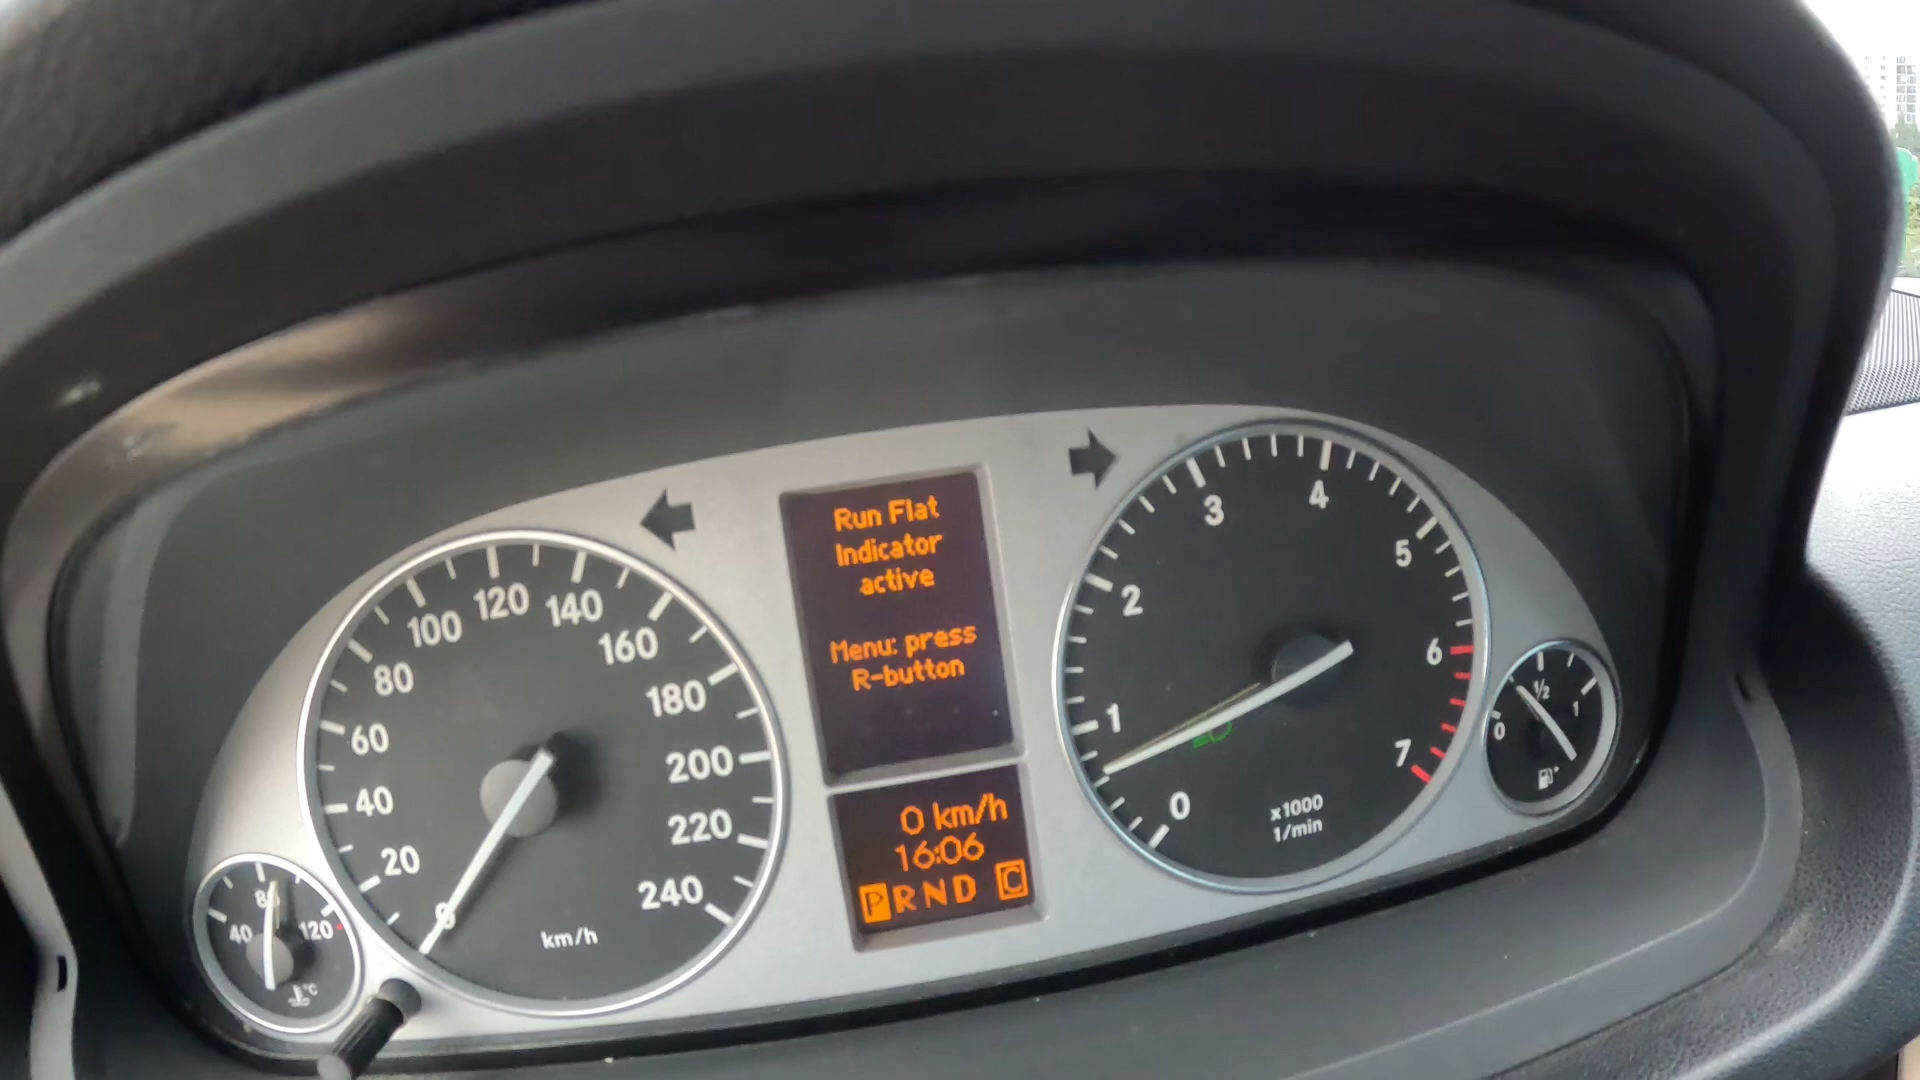 Run Flat
Indicator
active
Menu: press
R-button
0 km/h
16:06
P R N D C
0
20
40
60
80
100
120
140
160
180
200
220
240
km/h
40
80
120
°C
0
1
2
3
4
5
6
7
x1000
1/min
0
1/2
1